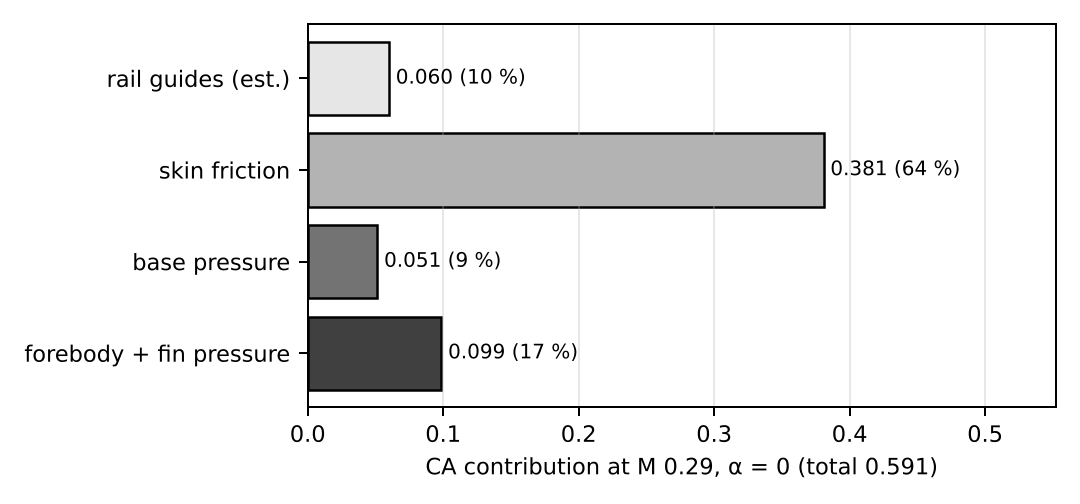 rail guides (est.)
0.060 (10 %)
skin friction
0.381 (64 %)
base pressure
0.051 (9 %)
forebody + fin pressure
0.099 (17 %)
0.0 0.1 0.2 0.3 0.4 0.5
CA contribution at M 0.29, α = 0 (total 0.591)